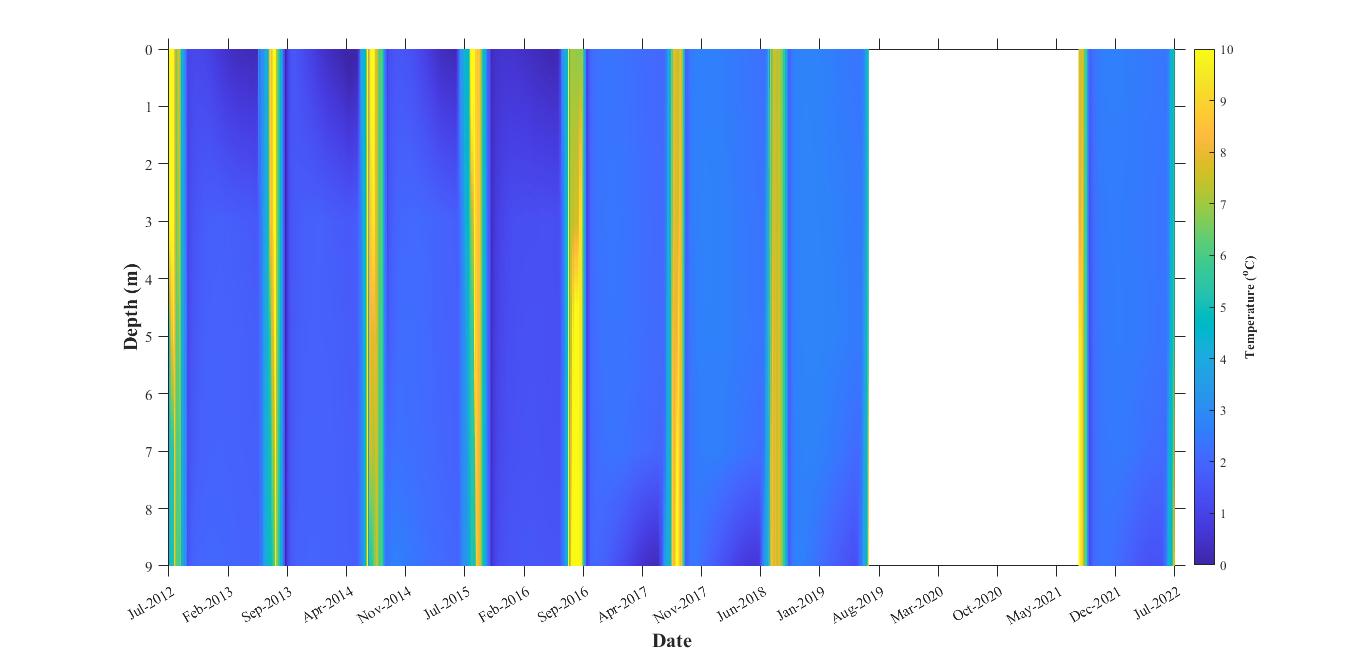 0
1
2
3
4
5
6
7
8
9
Depth (m)
Jul-2012
Feb-2013
Sep-2013
Apr-2014
Nov-2014
Jul-2015
Feb-2016
Sep-2016
Apr-2017
Nov-2017
Jun-2018
Jan-2019
Aug-2019
Mar-2020
Oct-2020
May-2021
Dec-2021
Jul-2022
Date
10
9
8
7
6
5
4
3
2
1
0
Temperature (°C)